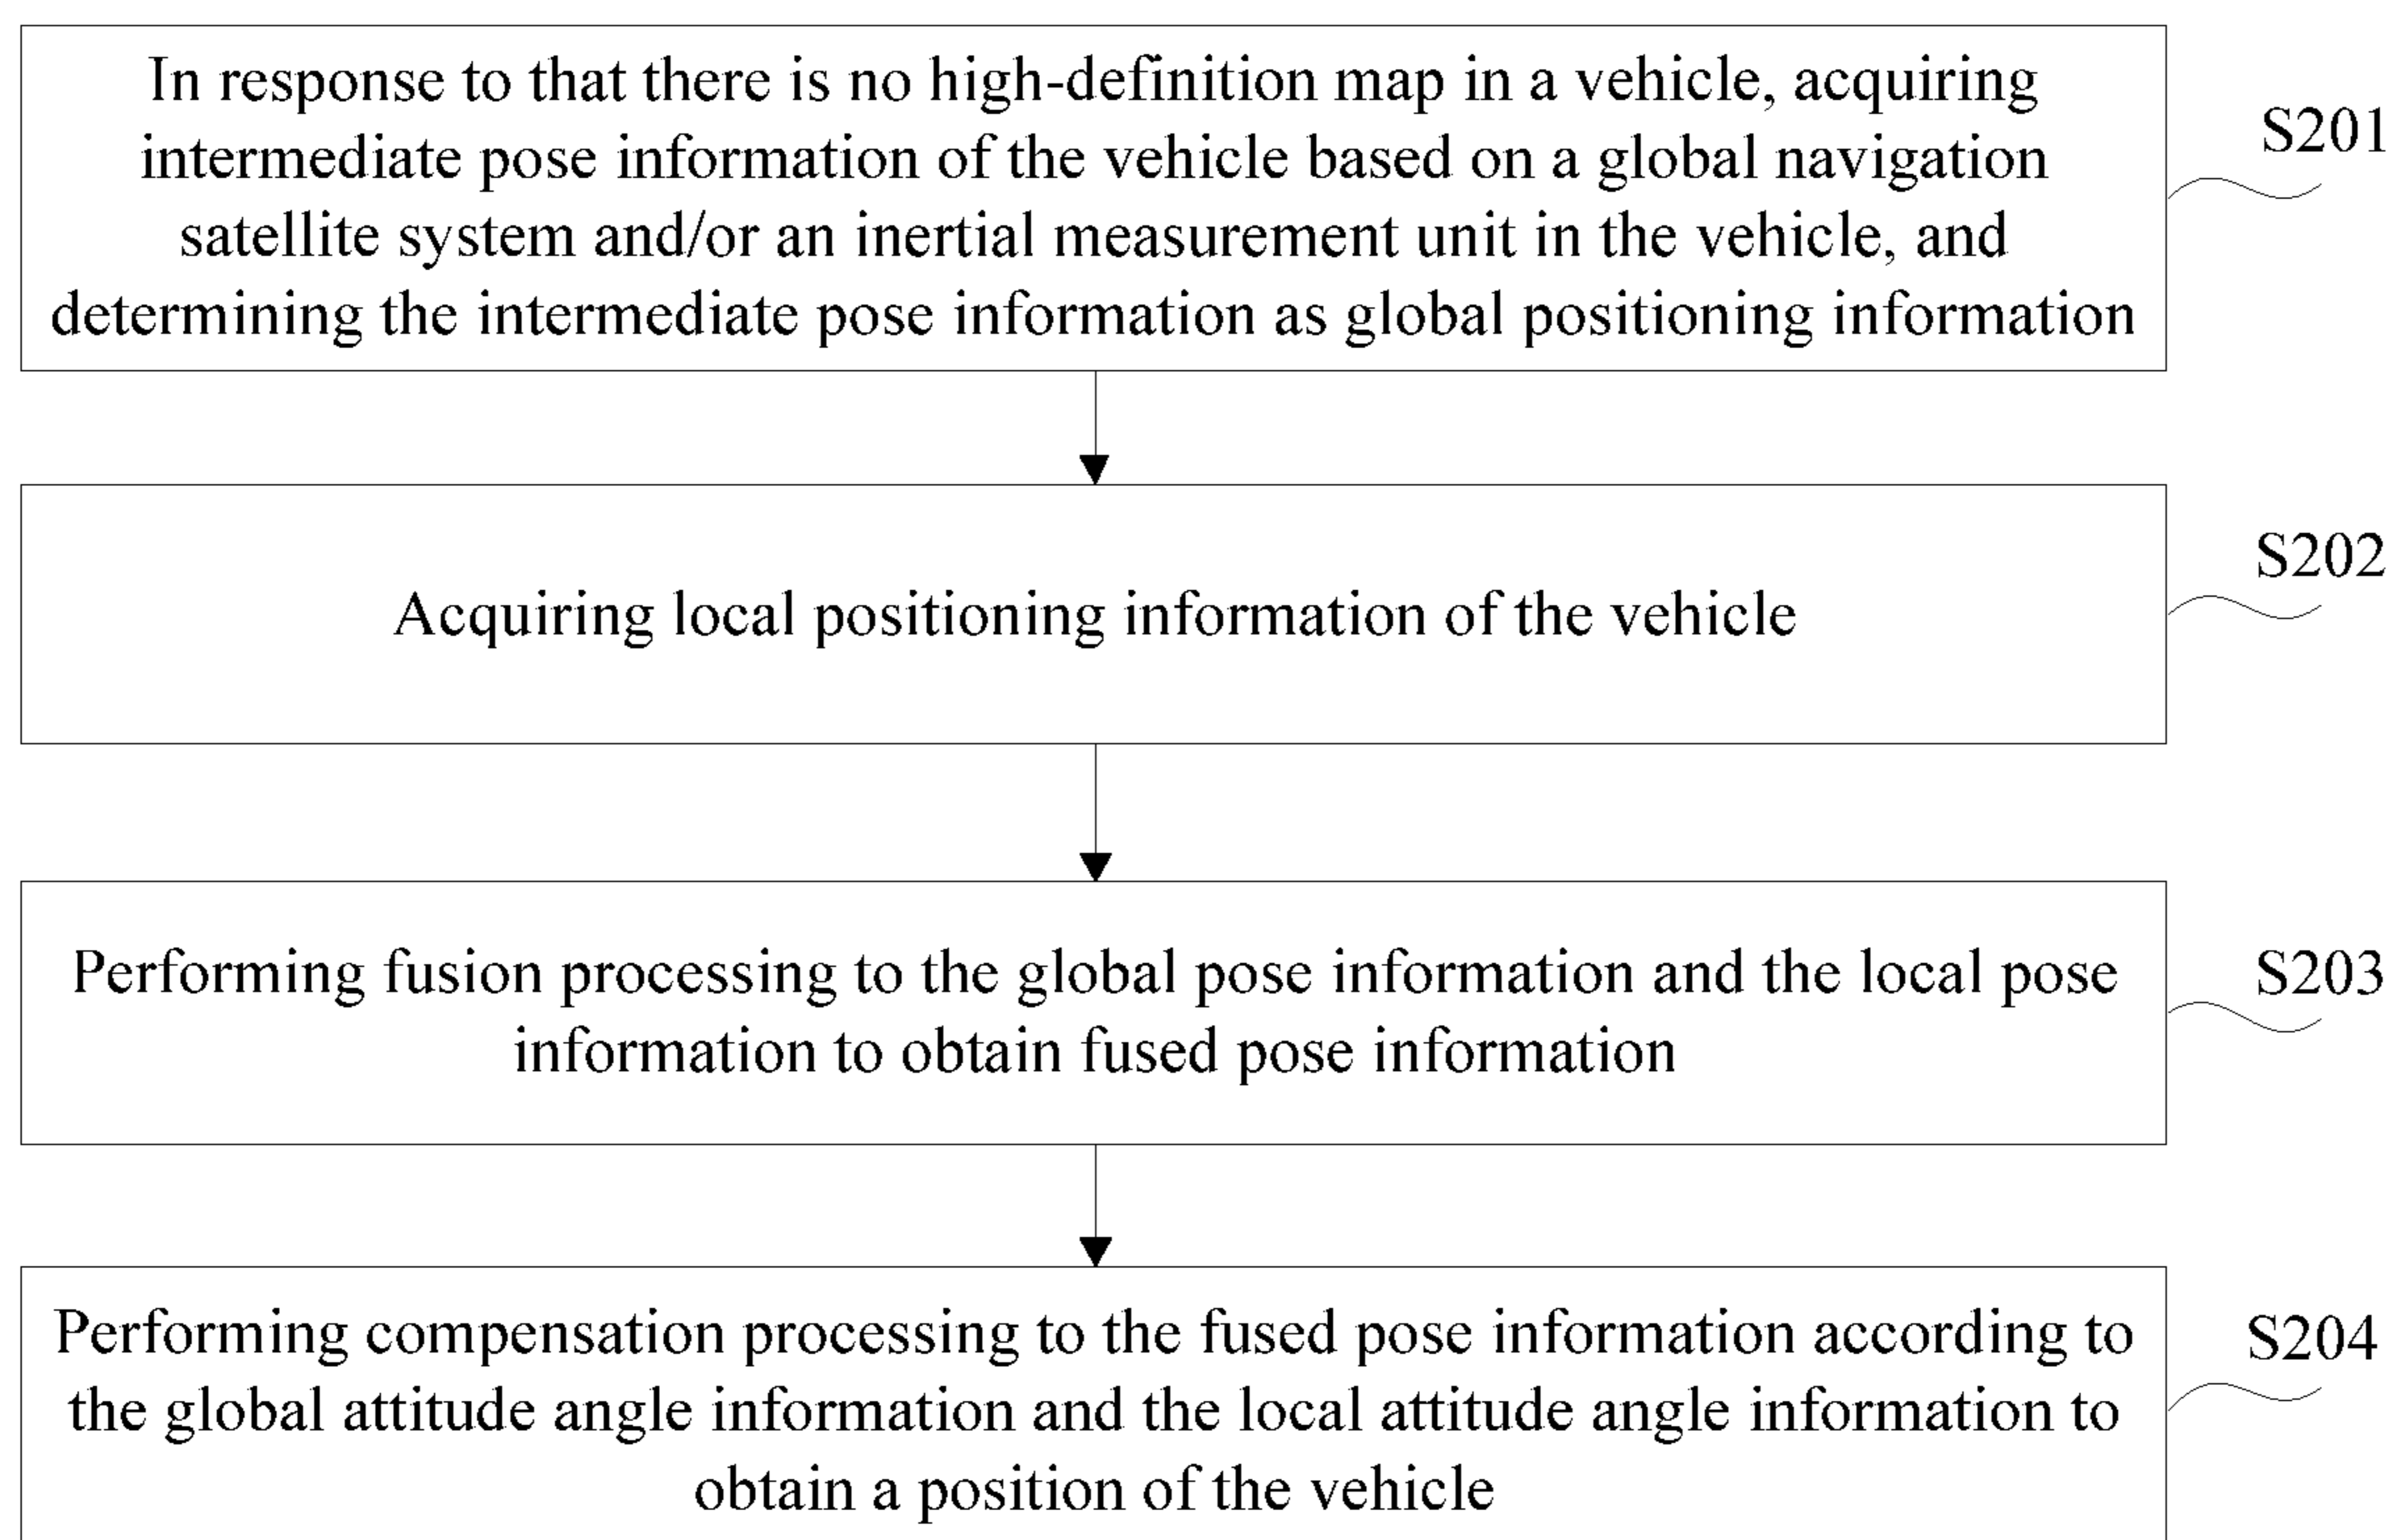 In response to that there is no high-definition map in a vehicle, acquiring
intermediate pose information of the vehicle based on a global navigation
satellite system and/or an inertial measurement unit in the vehicle, and
determining the intermediate pose information as global positioning information
S201
Acquiring local positioning information of the vehicle
S202
Performing fusion processing to the global pose information and the local pose
information to obtain fused pose information
S203
Performing compensation processing to the fused pose information according to
the global attitude angle information and the local attitude angle information to
obtain a position of the vehicle
S204